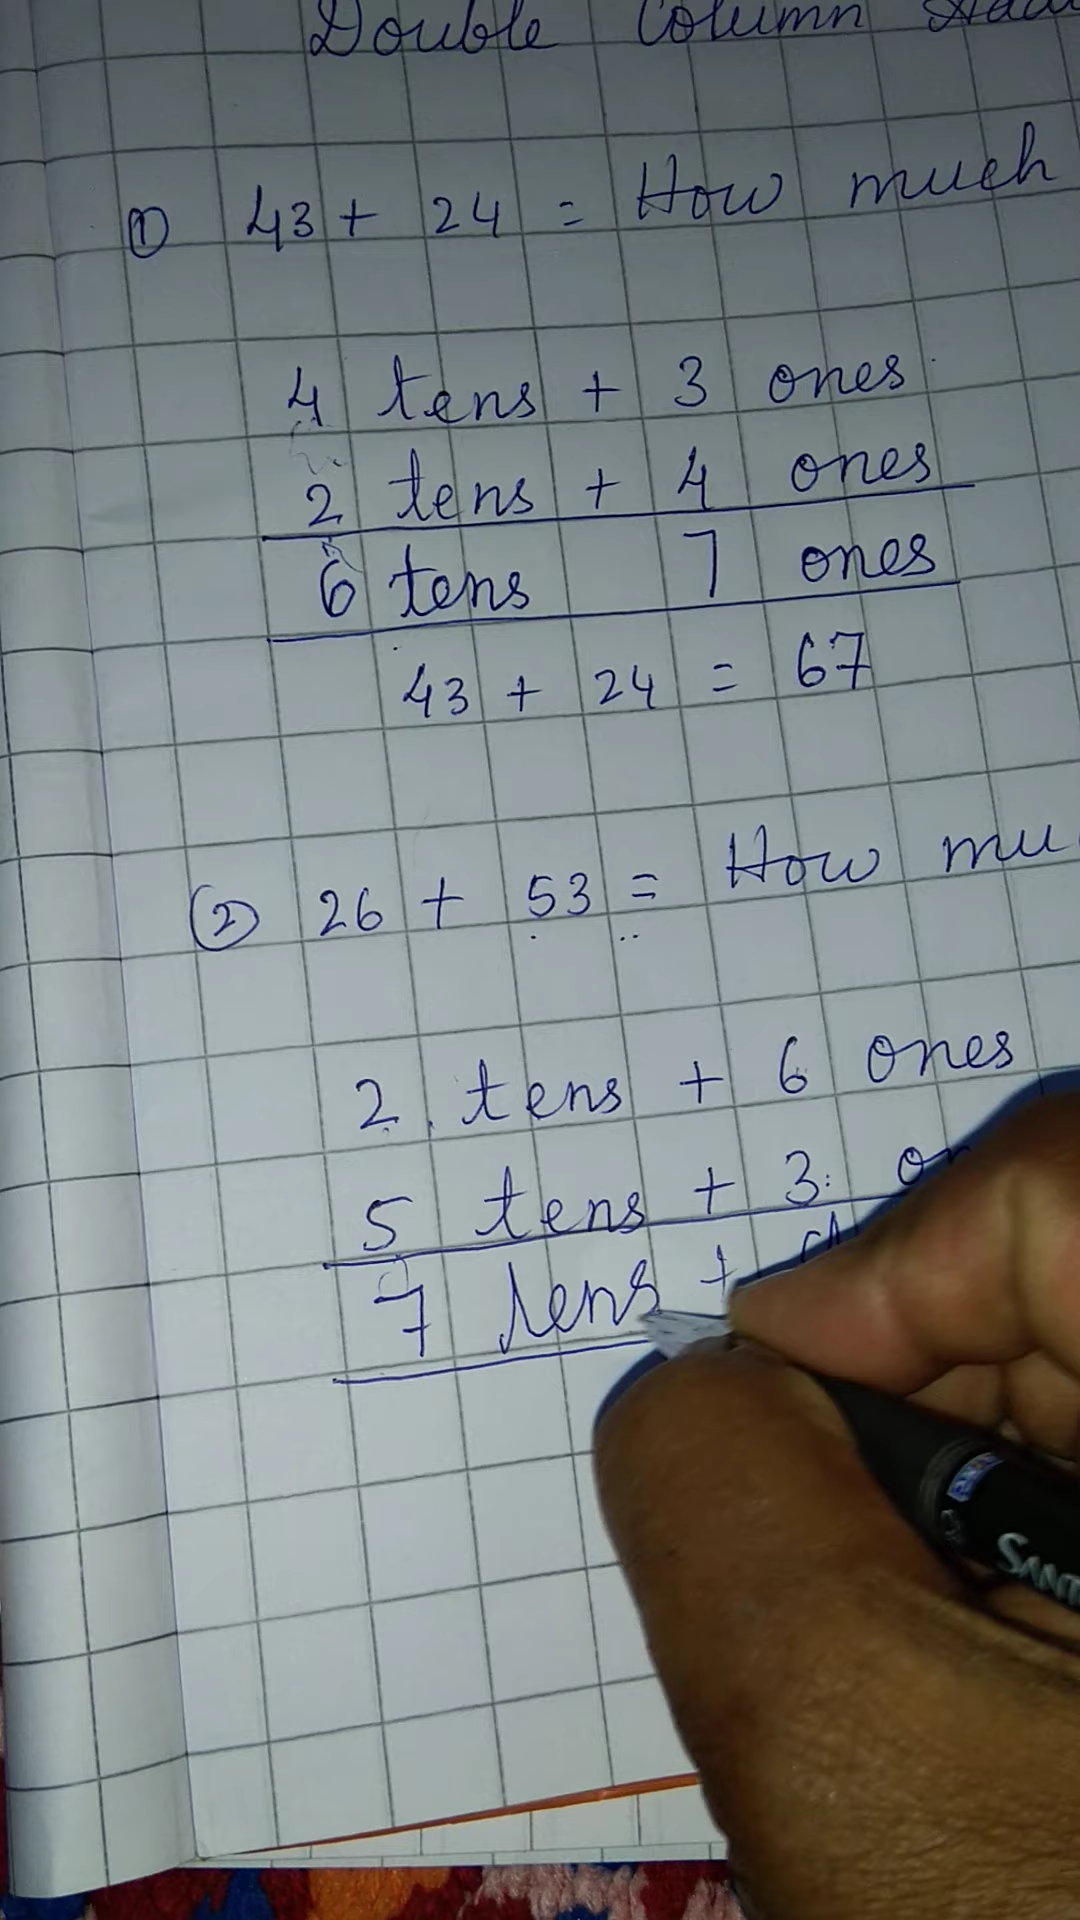 Double Column
① 43 + 24 = How much
4 tens + 3 ones
2 tens + 4 ones
6 tens 7 ones
43 + 24 = 67
② 26 + 53 = How mu
2 tens + 6 ones
5 tens + 3
7 tens +